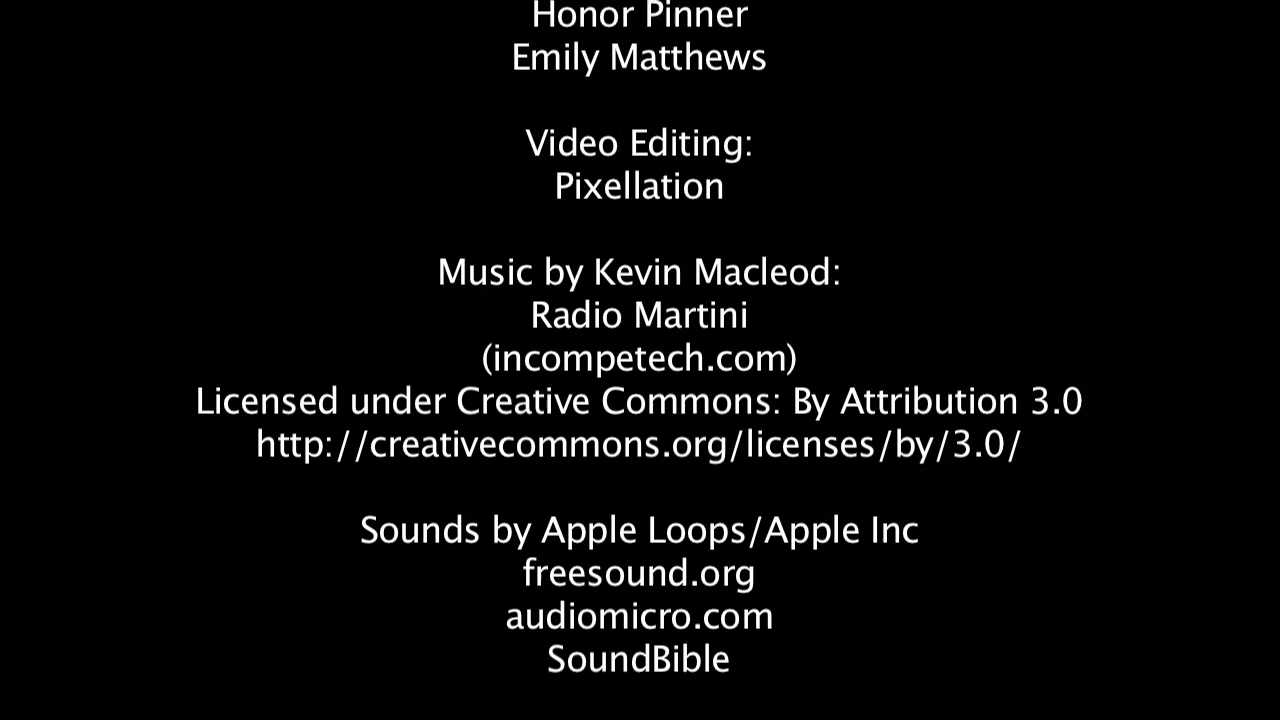 Honor Pinner
Emily Matthews
Video Editing:
Pixellation
Music by Kevin Macleod:
Radio Martini
(incompetech.com)
Licensed under Creative Commons: By Attribution 3.0
http://creativecommons.org/licenses/by/3.0/
Sounds by Apple Loops/Apple Inc
freesound.org
audiomicro.com
SoundBible